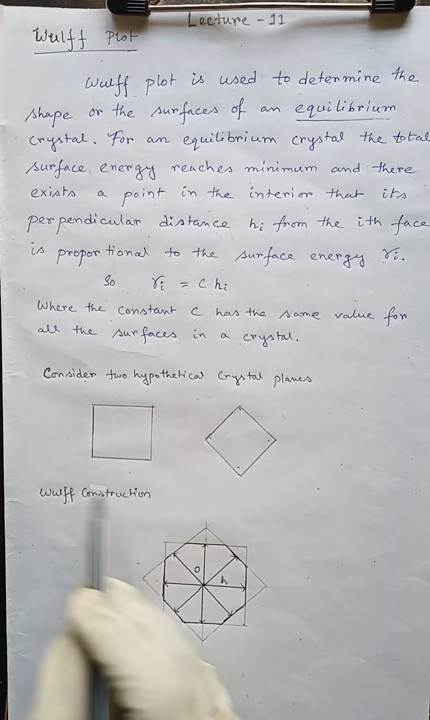 Lecture - 11
Wulff Plot
Wulff plot is used to determine the
shape or the surfaces of an equilibrium
crystal. For an equilibrium crystal the total
surface energy reaches minimum and there
exists a point in the interior that its
perpendicular distance hi from the ith face
is proportional to the surface energy γi.
So γi = C hi
Where the constant C has the same value for
all the surfaces in a crystal.
Consider two hypothetical Crystal planes
Wulff Construction
O
h